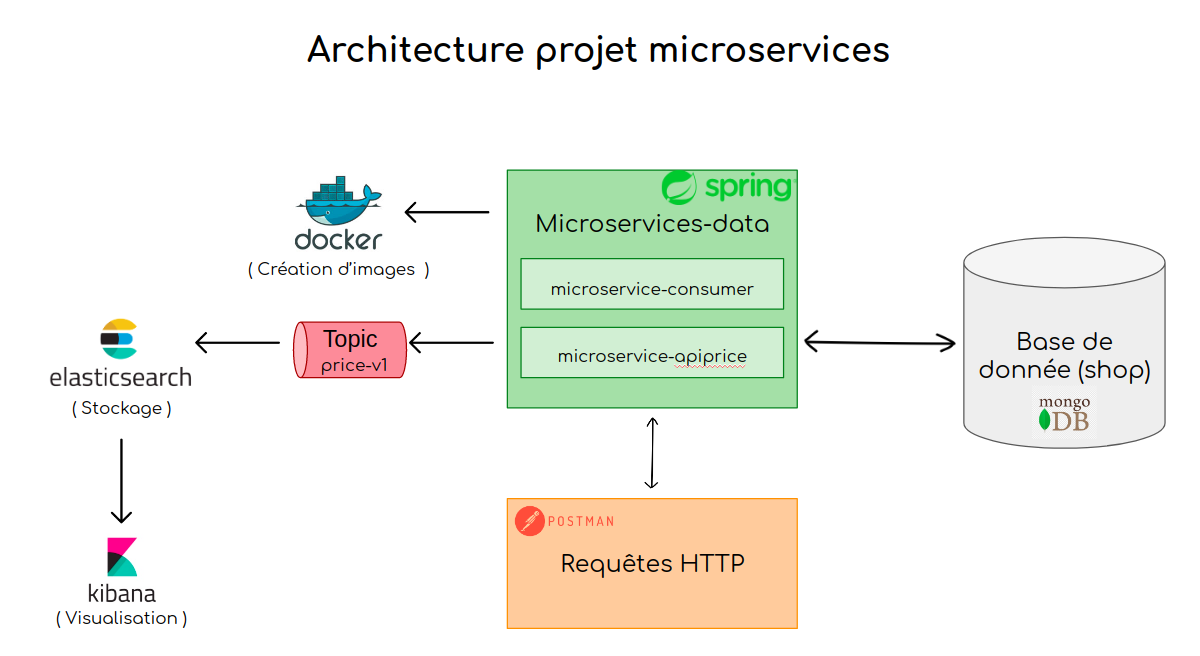 Architecture projet microservices
spring
Microservices-data
microservice-consumer
microservice-apiprice
docker
( Création d'images )
Topic
price-v1
elasticsearch
( Stockage )
kibana
( Visualisation )
Base de
donnée (shop)
mongo
DB
POSTMAN
Requêtes HTTP